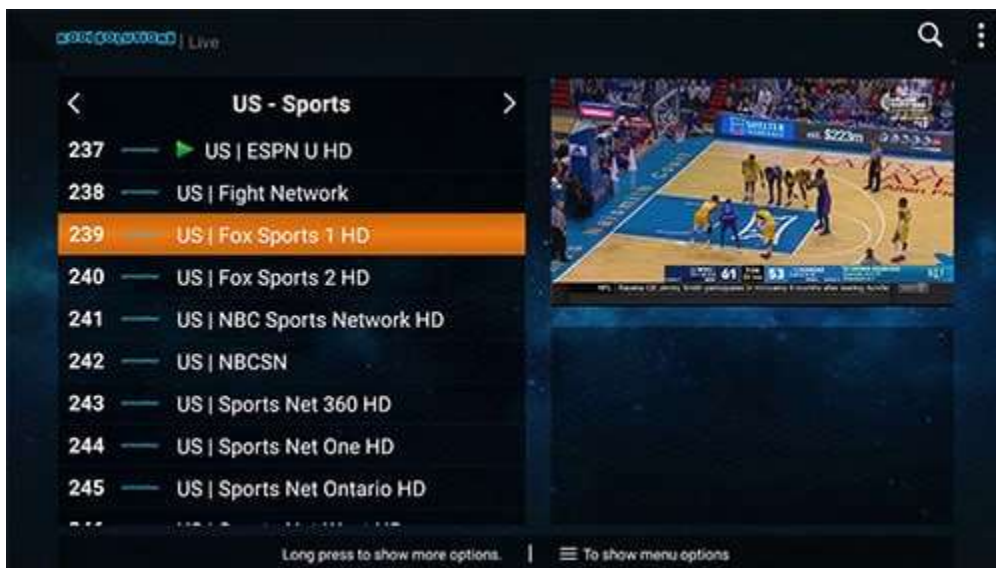 KODI SOLUTIONS | Live
US - Sports
237 US | ESPN U HD
238 US | Fight Network
239 US | Fox Sports 1 HD
240 US | Fox Sports 2 HD
241 US | NBC Sports Network HD
242 US | NBCSN
243 US | Sports Net 360 HD
244 US | Sports Net One HD
245 US | Sports Net Ontario HD
SHELTER
$223m
61
53
Long press to show more options. | To show menu options